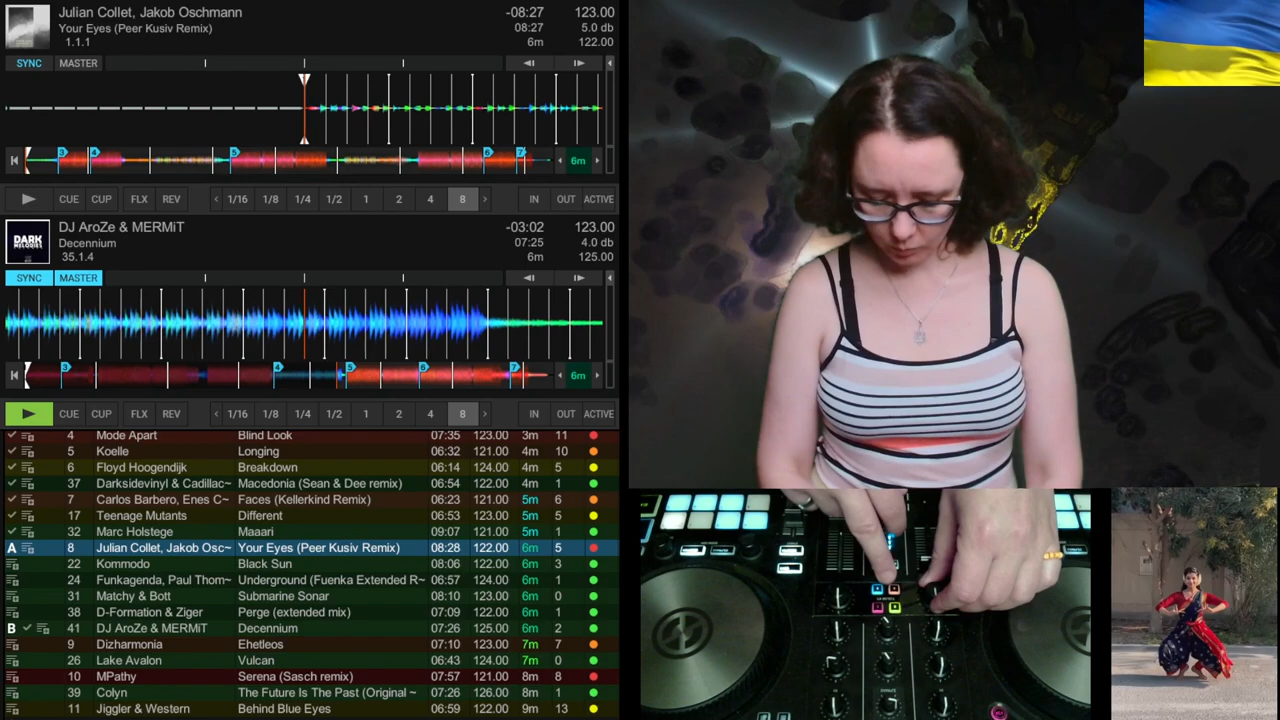 Julian Collet, Jakob Oschmann -08:27 123.00
Your Eyes (Peer Kusiv Remix) 08:27 5.0 db
1.1.1 6m 122.00
SYNC MASTER
3 4 5 6 7 6m
CUE CUP FLX REV < 1/16 1/8 1/4 1/2 1 2 4 8 > IN OUT ACTIVE
DARK MELODIES
DJ AroZe & MERMiT -03:02 123.00
Decennium 07:25 4.0 db
35.1.4 6m 125.00
SYNC MASTER
3 4 5 6 7 6m
CUE CUP FLX REV < 1/16 1/8 1/4 1/2 1 2 4 8 > IN OUT ACTIVE
4 Mode Apart Blind Look 07:35 123.00 3m 11
5 Koelle Longing 06:32 121.00 4m 10
6 Floyd Hoogendijk Breakdown 06:14 124.00 4m 5
37 Darksidevinyl & Cadillac~ Macedonia (Sean & Dee remix) 06:54 122.00 4m 1
7 Carlos Barbero, Enes C~ Faces (Kellerkind Remix) 06:23 121.00 5m 6
17 Teenage Mutants Different 06:53 123.00 5m 5
32 Marc Holstege Maaari 09:07 121.00 5m 1
A 8 Julian Collet, Jakob Osc~ Your Eyes (Peer Kusiv Remix) 08:28 122.00 6m 5
22 Kommodo Black Sun 06:08 122.00 6m 3
24 Funkagenda, Paul Thom~ Underground (Fuenka Extended R~ 06:57 124.00 6m 1
31 Matchy & Bott Submarine Sonar 08:10 123.00 6m 0
38 D-Formation & Ziger Perge (extended mix) 07:09 122.00 6m 1
B 41 DJ AroZe & MERMiT Decennium 07:26 125.00 6m 2
9 Dizharmonia Ehetleos 07:10 123.00 7m 7
26 Lake Avalon Vulcan 06:43 124.00 7m 0
10 MPathy Serena (Sasch remix) 07:57 121.00 8m 8
39 Colyn The Future Is The Past (Original ~ 07:26 126.00 8m 1
11 Jiggler & Western Behind Blue Eyes 06:59 122.00 9m 13